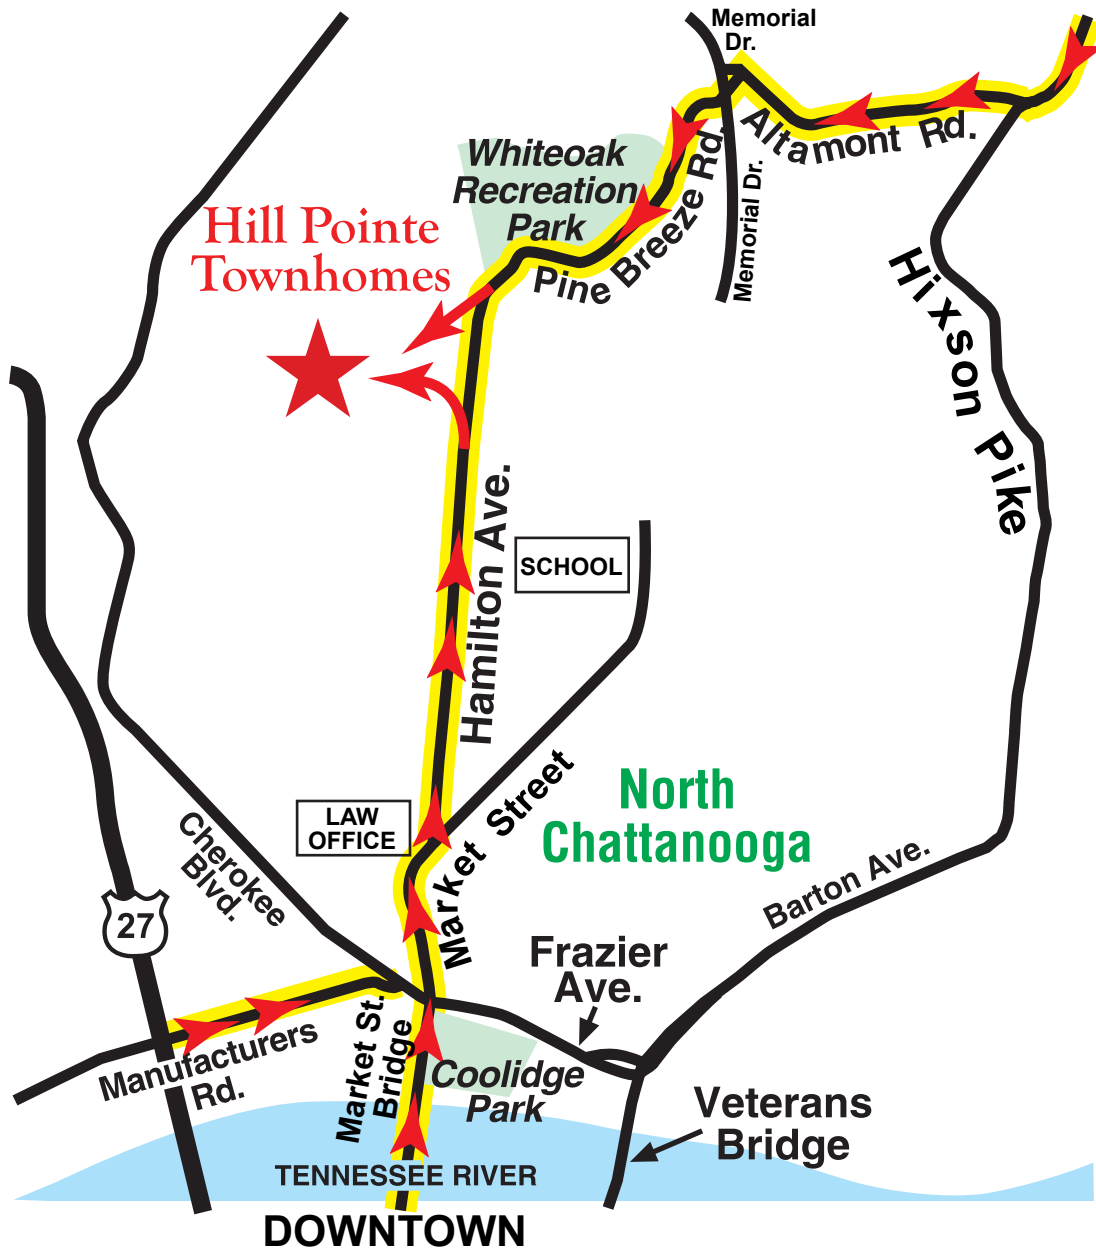 Memorial
Dr.
Altamont Rd.
Whiteoak
Recreation
Park
Pine Breeze Rd.
Memorial Dr.
Hill Pointe
Townhomes
Hixson Pike
Hamilton Ave.
SCHOOL
Market Street
North
Chattanooga
LAW
OFFICE
Cherokee
Blvd.
27
Barton Ave.
Frazier
Ave.
Manufacturers
Rd.
Market St.
Bridge
Coolidge
Park
Veterans
Bridge
TENNESSEE RIVER
DOWNTOWN